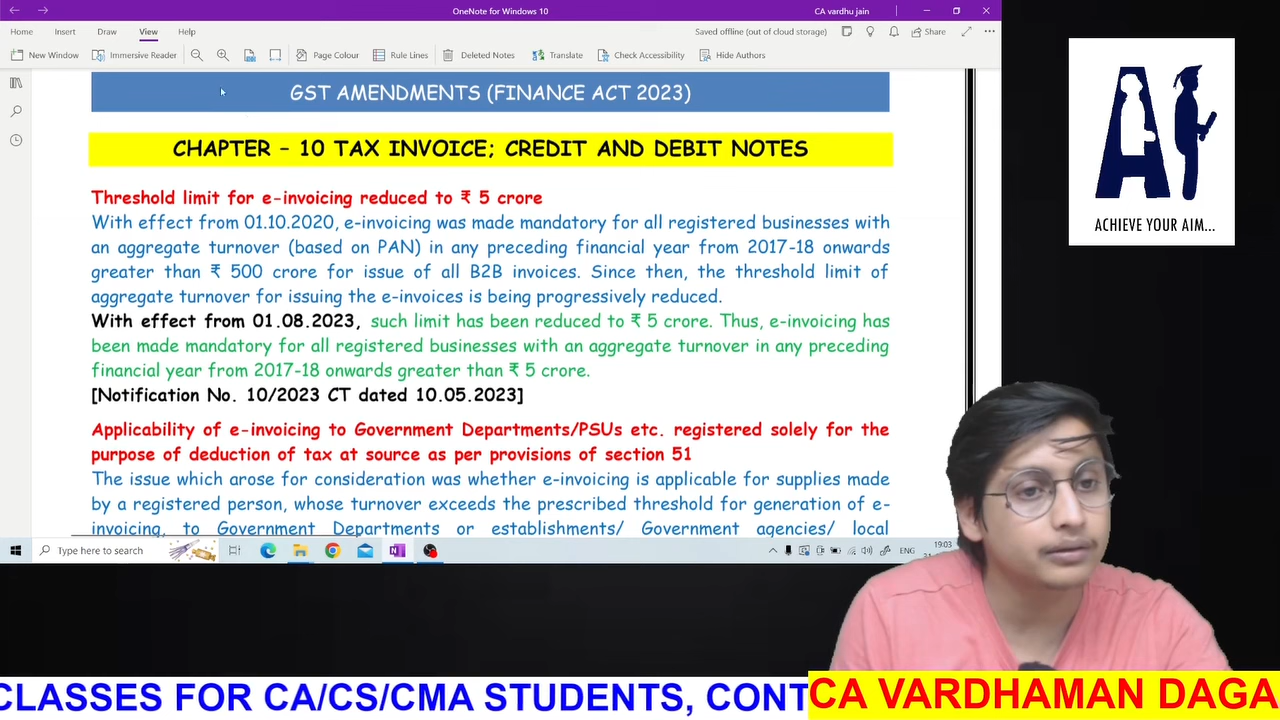 OneNote for Windows 10
CA vardhu jain
Home
Insert
Draw
View
Help
Saved offline (out of cloud storage)
Share
New Window
Immersive Reader
Page Colour
Rule Lines
Deleted Notes
Translate
Check Accessibility
Hide Authors
GST AMENDMENTS (FINANCE ACT 2023)
CHAPTER – 10 TAX INVOICE; CREDIT AND DEBIT NOTES
Threshold limit for e-invoicing reduced to ₹ 5 crore
With effect from 01.10.2020, e-invoicing was made mandatory for all registered businesses with
an aggregate turnover (based on PAN) in any preceding financial year from 2017-18 onwards
greater than ₹ 500 crore for issue of all B2B invoices. Since then, the threshold limit of
aggregate turnover for issuing the e-invoices is being progressively reduced.
With effect from 01.08.2023, such limit has been reduced to ₹ 5 crore. Thus, e-invoicing has
been made mandatory for all registered businesses with an aggregate turnover in any preceding
financial year from 2017-18 onwards greater than ₹ 5 crore.
[Notification No. 10/2023 CT dated 10.05.2023]
Applicability of e-invoicing to Government Departments/PSUs etc. registered solely for the
purpose of deduction of tax at source as per provisions of section 51
The issue which arose for consideration was whether e-invoicing is applicable for supplies made
by a registered person, whose turnover exceeds the prescribed threshold for generation of e-
invoicing, to Government Departments or establishments/ Government agencies/ local
Type here to search
ENG
19:03
AI
ACHIEVE YOUR AIM...
CLASSES FOR CA/CS/CMA STUDENTS, CONT
CA VARDHAMAN DAGA